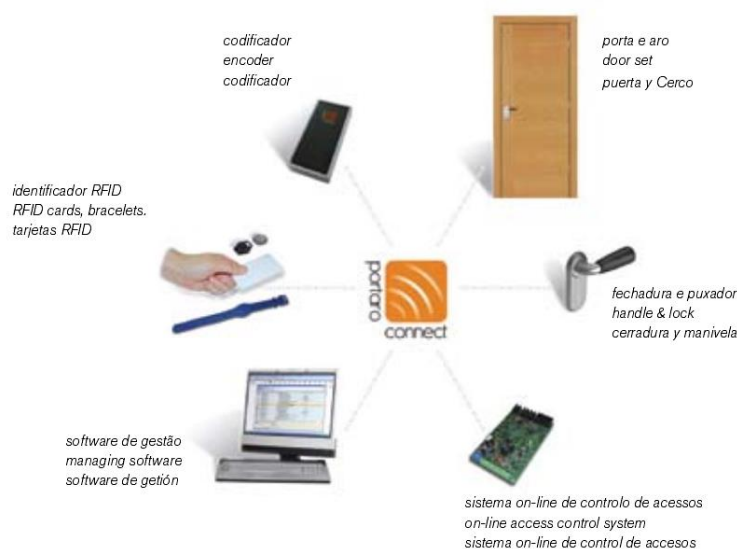 codificador
encoder
codificador
porta e aro
door set
puerta y Cerco
identificador RFID
RFID cards, bracelets.
tarjetas RFID
portaro
connect
fechadura e puxador
handle & lock
cerradura y manivela
software de gestão
managing software
software de getión
sistema on-line de controlo de acessos
on-line access control system
sistema on-line de control de accesos